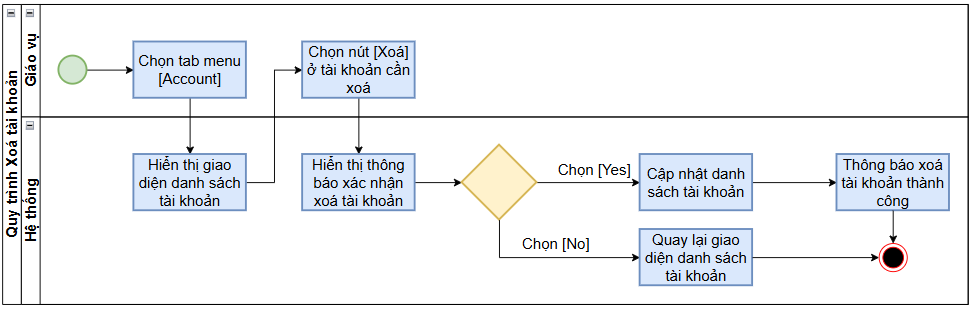 Quy trình Xoá tài khoản
Giáo vụ
Chọn tab menu
[Account]
Chọn nút [Xoá]
ở tài khoản cần
xoá
Hệ thống
Hiển thị giao
diện danh sách
tài khoản
Hiển thị thông
báo xác nhận
xoá tài khoản
Chọn [Yes]
Cập nhật danh
sách tài khoản
Thông báo xoá
tài khoản thành
công
Chọn [No]
Quay lại giao
diện danh sách
tài khoản